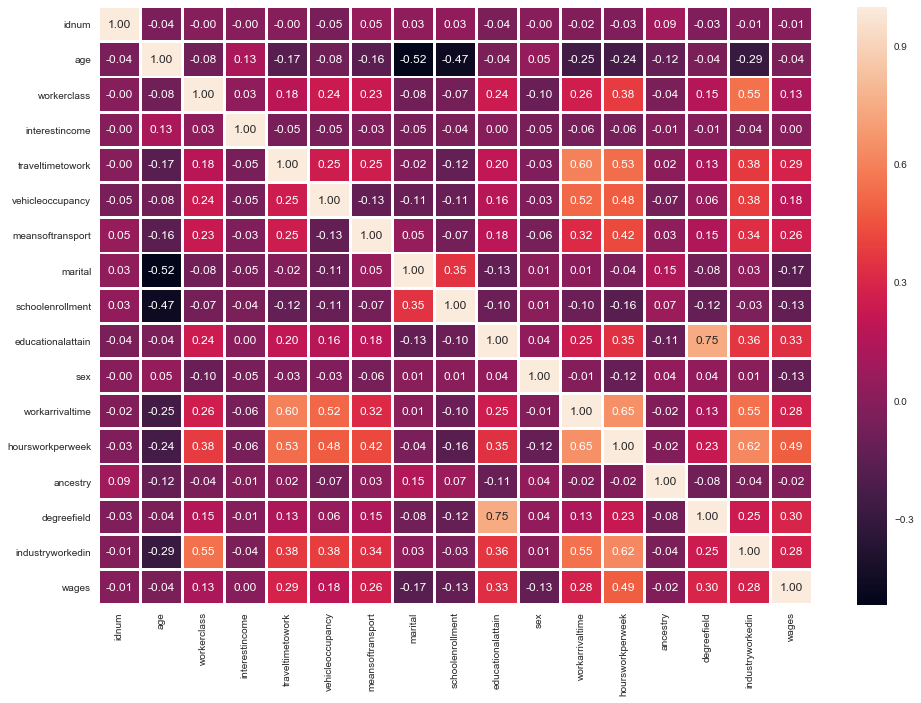 idnum 1.00 -0.04 -0.00 -0.00 -0.00 -0.05 0.05 0.03 0.03 -0.04 -0.00 -0.02 -0.03 0.09 -0.03 -0.01 -0.01
0.9
age -0.04 1.00 -0.08 0.13 -0.17 -0.08 -0.16 -0.52 -0.47 -0.04 0.05 -0.25 -0.24 -0.12 -0.04 -0.29 -0.04
workerclass -0.00 -0.08 1.00 0.03 0.18 0.24 0.23 -0.08 -0.07 0.24 -0.10 0.26 0.38 -0.04 0.15 0.55 0.13
interestincome -0.00 0.13 0.03 1.00 -0.05 -0.05 -0.03 -0.05 -0.04 0.00 -0.05 -0.06 -0.06 -0.01 -0.01 -0.04 0.00
traveltimetowork -0.00 -0.17 0.18 -0.05 1.00 0.25 0.25 -0.02 -0.12 0.20 -0.03 0.60 0.53 0.02 0.13 0.38 0.29
0.6
vehicleoccupancy -0.05 -0.08 0.24 -0.05 0.25 1.00 -0.13 -0.11 -0.11 0.16 -0.03 0.52 0.48 -0.07 0.06 0.38 0.18
meansoftransport 0.05 -0.16 0.23 -0.03 0.25 -0.13 1.00 0.05 -0.07 0.18 -0.06 0.32 0.42 0.03 0.15 0.34 0.26
marital 0.03 -0.52 -0.08 -0.05 -0.02 -0.11 0.05 1.00 0.35 -0.13 0.01 0.01 -0.04 0.15 -0.08 0.03 -0.17
0.3
schoolenrollment 0.03 -0.47 -0.07 -0.04 -0.12 -0.11 -0.07 0.35 1.00 -0.10 0.01 -0.10 -0.16 0.07 -0.12 -0.03 -0.13
educationalattain -0.04 -0.04 0.24 0.00 0.20 0.16 0.18 -0.13 -0.10 1.00 0.04 0.25 0.35 -0.11 0.75 0.36 0.33
sex -0.00 0.05 -0.10 -0.05 -0.03 -0.03 -0.06 0.01 0.01 0.04 1.00 -0.01 -0.12 0.04 0.04 0.01 -0.13
0.0
workarrivaltime -0.02 -0.25 0.26 -0.06 0.60 0.52 0.32 0.01 -0.10 0.25 -0.01 1.00 0.65 -0.02 0.13 0.55 0.28
hoursworkperweek -0.03 -0.24 0.38 -0.06 0.53 0.48 0.42 -0.04 -0.16 0.35 -0.12 0.65 1.00 -0.02 0.23 0.62 0.49
ancestry 0.09 -0.12 -0.04 -0.01 0.02 -0.07 0.03 0.15 0.07 -0.11 0.04 -0.02 -0.02 1.00 -0.08 -0.04 -0.02
degreefield -0.03 -0.04 0.15 -0.01 0.13 0.06 0.15 -0.08 -0.12 0.75 0.04 0.13 0.23 -0.08 1.00 0.25 0.30
−0.3
industryworkedin -0.01 -0.29 0.55 -0.04 0.38 0.38 0.34 0.03 -0.03 0.36 0.01 0.55 0.62 -0.04 0.25 1.00 0.28
wages -0.01 -0.04 0.13 0.00 0.29 0.18 0.26 -0.17 -0.13 0.33 -0.13 0.28 0.49 -0.02 0.30 0.28 1.00
idnum
age
workerclass
interestincome
traveltimetowork
vehicleoccupancy
meansoftransport
marital
schoolenrollment
educationalattain
sex
workarrivaltime
hoursworkperweek
ancestry
degreefield
industryworkedin
wages